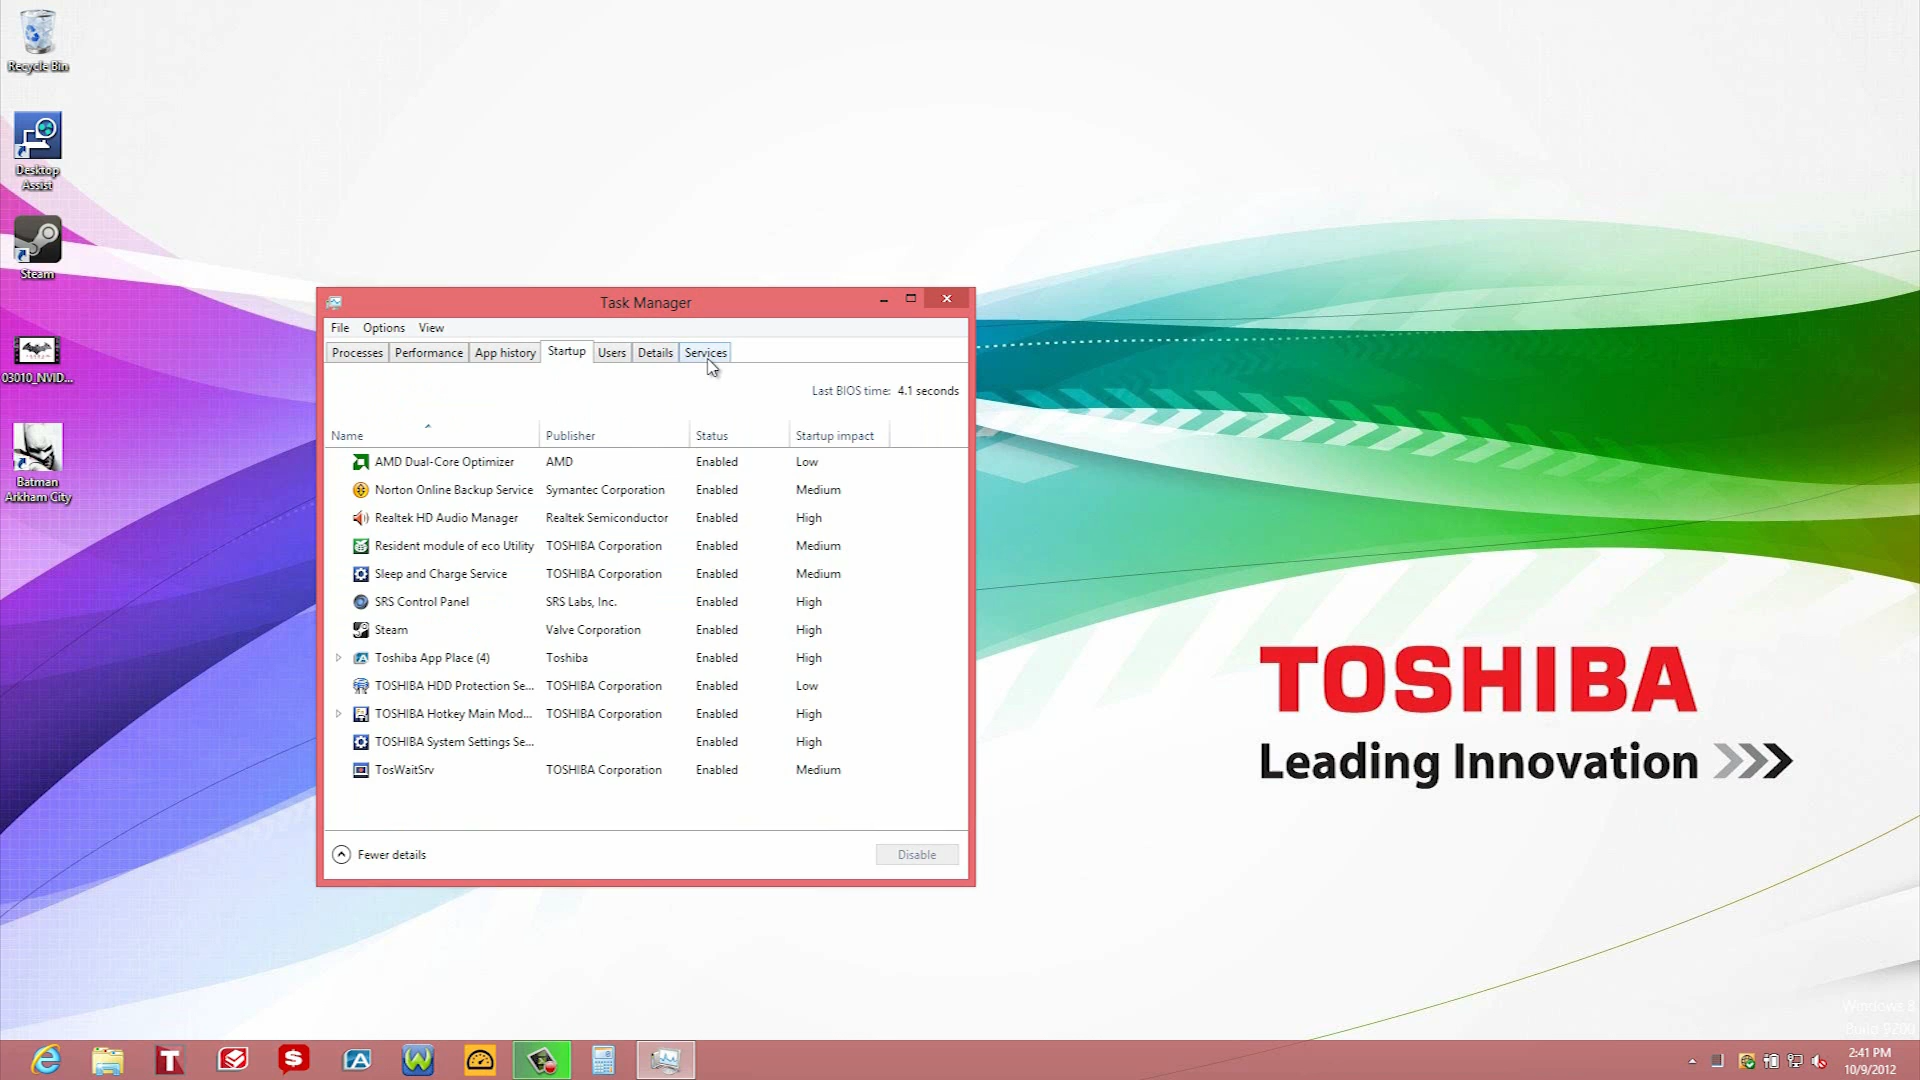 Recycle Bin
Desktop
Assist
Steam
03010_NVID...
Batman
Arkham City
Task Manager
File Options View
Processes Performance App history Startup Users Details Services
Last BIOS time: 4.1 seconds
Name Publisher Status Startup impact
AMD Dual-Core Optimizer AMD Enabled Low
Norton Online Backup Service Symantec Corporation Enabled Medium
Realtek HD Audio Manager Realtek Semiconductor Enabled High
Resident module of eco Utility TOSHIBA Corporation Enabled Medium
Sleep and Charge Service TOSHIBA Corporation Enabled Medium
SRS Control Panel SRS Labs, Inc. Enabled High
Steam Valve Corporation Enabled High
Toshiba App Place (4) Toshiba Enabled High
TOSHIBA HDD Protection Se... TOSHIBA Corporation Enabled Low
TOSHIBA Hotkey Main Mod... TOSHIBA Corporation Enabled High
TOSHIBA System Settings Se... Enabled High
TosWaitSrv TOSHIBA Corporation Enabled Medium
Fewer details Disable
TOSHIBA
Leading Innovation
Windows 8
Build 9200
2:41 PM
10/9/2012